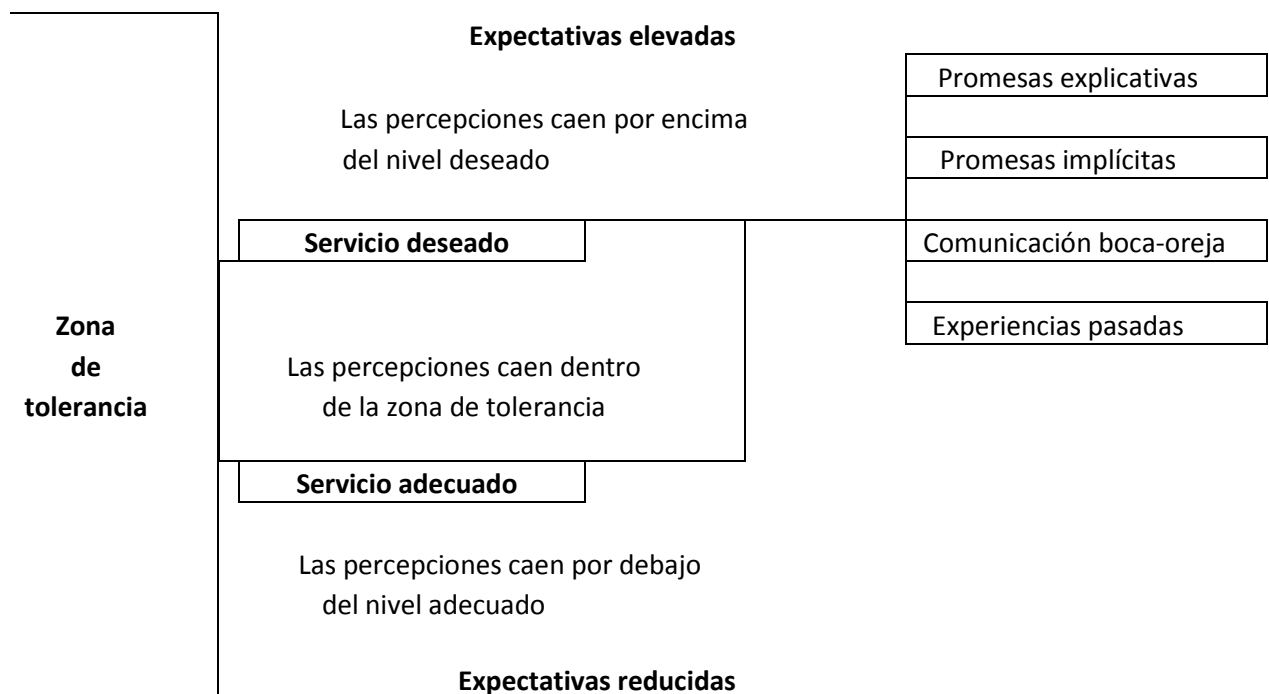 Expectativas elevadas
Promesas explicativas
Las percepciones caen por encima
del nivel deseado
Promesas implícitas
Servicio deseado
Comunicación boca-oreja
Experiencias pasadas
Zona
de
tolerancia
Las percepciones caen dentro
de la zona de tolerancia
Servicio adecuado
Las percepciones caen por debajo
del nivel adecuado
Expectativas reducidas